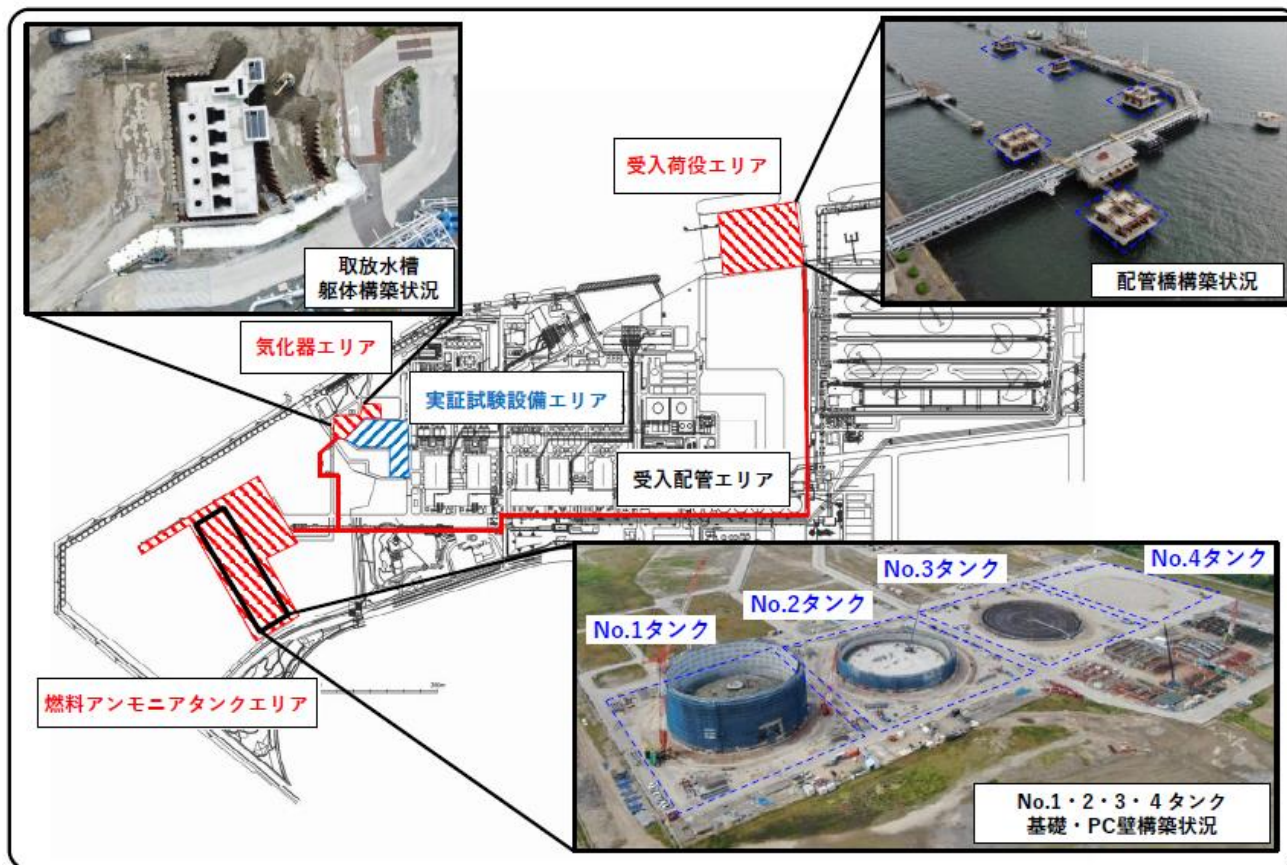 取放水槽
躯体構築状況
受入荷役エリア
配管橋構築状況
気化器エリア
実証試験設備エリア
受入配管エリア
燃料アンモニアタンクエリア
No.1タンク
No.2タンク
No.3タンク
No.4タンク
No.1・2・3・4タンク
基礎・PC壁構築状況